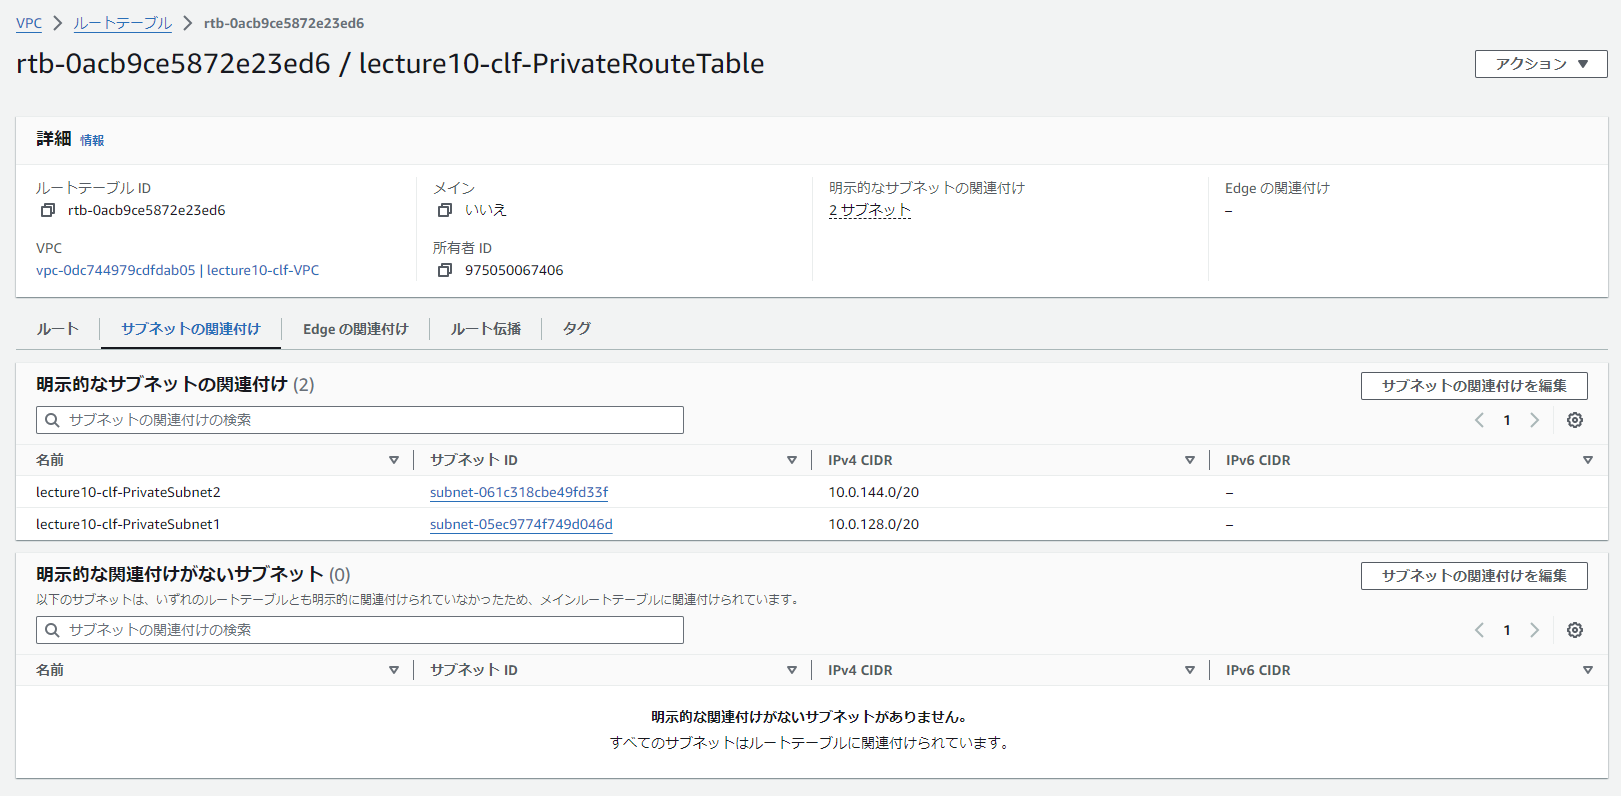 VPC > ルートテーブル > rtb-0acb9ce5872e23ed6
rtb-0acb9ce5872e23ed6 / lecture10-clf-PrivateRouteTable
アクション ▼
詳細 情報
ルートテーブル ID
rtb-0acb9ce5872e23ed6
メイン
いいえ
明示的なサブネットの関連付け
2 サブネット
Edge の関連付け
–
VPC
vpc-0dc744979cdfdab05 | lecture10-clf-VPC
所有者 ID
975050067406
ルート サブネットの関連付け Edge の関連付け ルート伝播 タグ
明示的なサブネットの関連付け (2)
サブネットの関連付けを編集
サブネットの関連付けの検索
1
名前 サブネット ID IPv4 CIDR IPv6 CIDR
lecture10-clf-PrivateSubnet2 subnet-061c318cbe49fd33f 10.0.144.0/20 –
lecture10-clf-PrivateSubnet1 subnet-05ec9774f749d046d 10.0.128.0/20 –
明示的な関連付けがないサブネット (0)
サブネットの関連付けを編集
以下のサブネットは、いずれのルートテーブルとも明示的に関連付けられていなかったため、メインルートテーブルに関連付けられています。
サブネットの関連付けの検索
1
名前 サブネット ID IPv4 CIDR IPv6 CIDR
明示的な関連付けがないサブネットがありません。
すべてのサブネットはルートテーブルに関連付けられています。